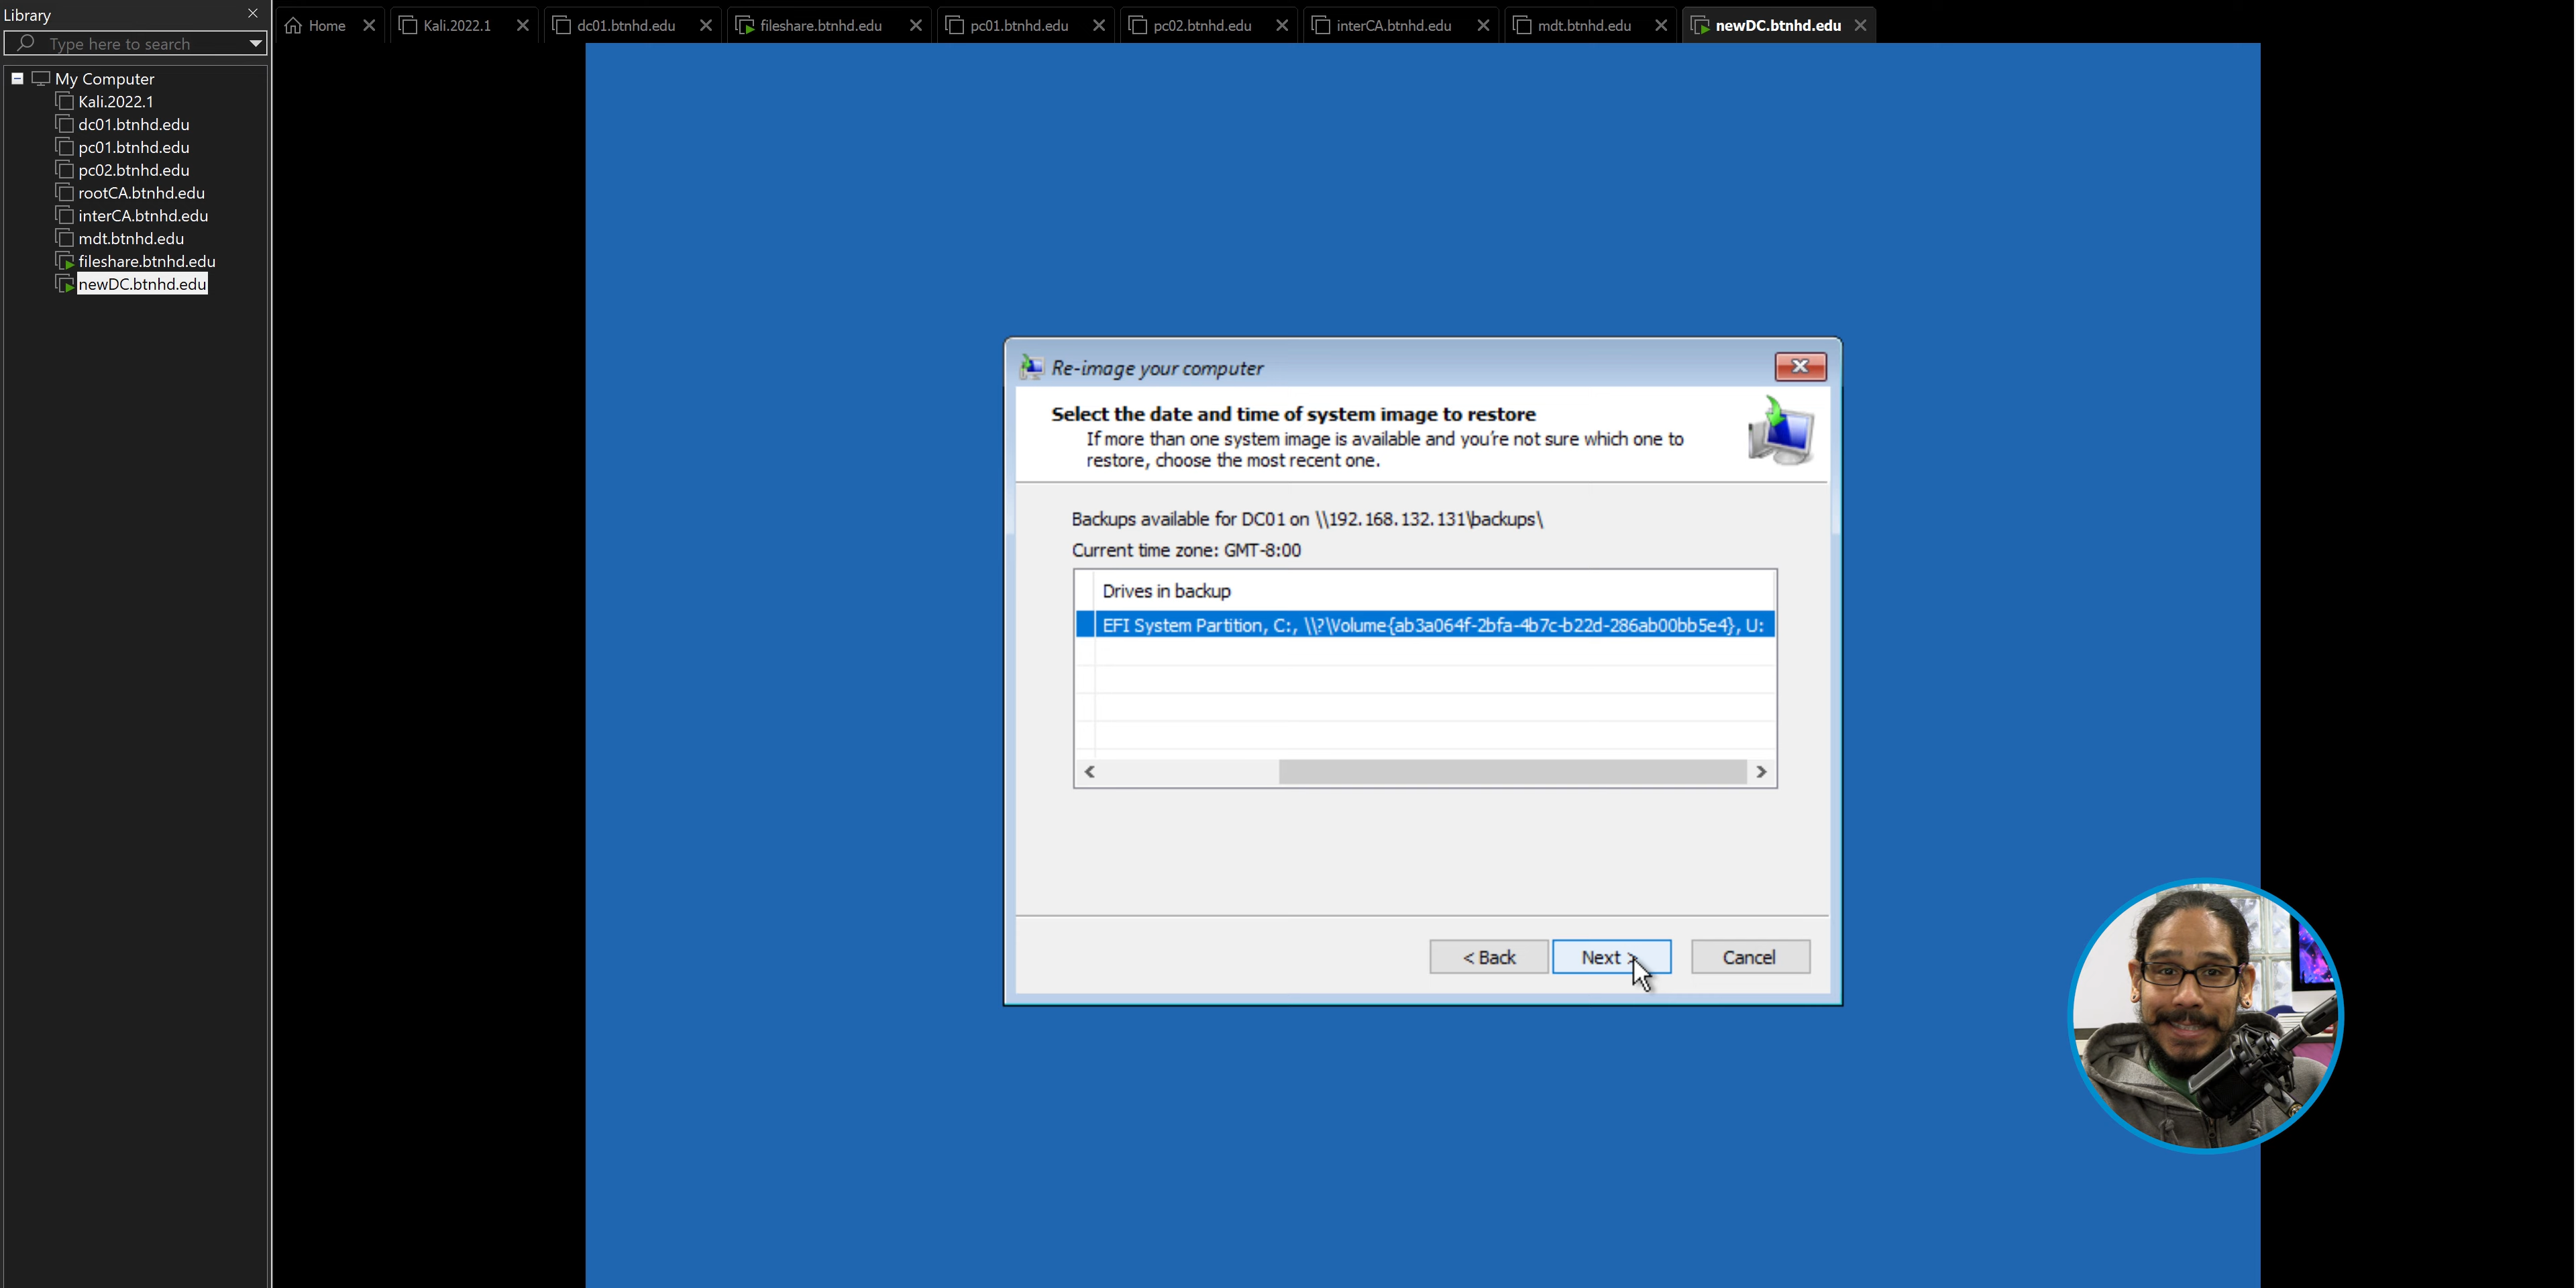 Library
Type here to search
My Computer
Kali.2022.1
dc01.btnhd.edu
pc01.btnhd.edu
pc02.btnhd.edu
rootCA.btnhd.edu
interCA.btnhd.edu
mdt.btnhd.edu
fileshare.btnhd.edu
newDC.btnhd.edu
Home
Kali.2022.1
dc01.btnhd.edu
fileshare.btnhd.edu
pc01.btnhd.edu
pc02.btnhd.edu
interCA.btnhd.edu
mdt.btnhd.edu
newDC.btnhd.edu
Re-image your computer
Select the date and time of system image to restore
If more than one system image is available and you're not sure which one to
restore, choose the most recent one.
Backups available for DC01 on \\192.168.132.131\backups\
Current time zone: GMT-8:00
Drives in backup
EFI System Partition, C:, \\?\Volume{ab3a064f-2bfa-4b7c-b22d-286ab00bb5e4}, U:
< Back
Next >
Cancel